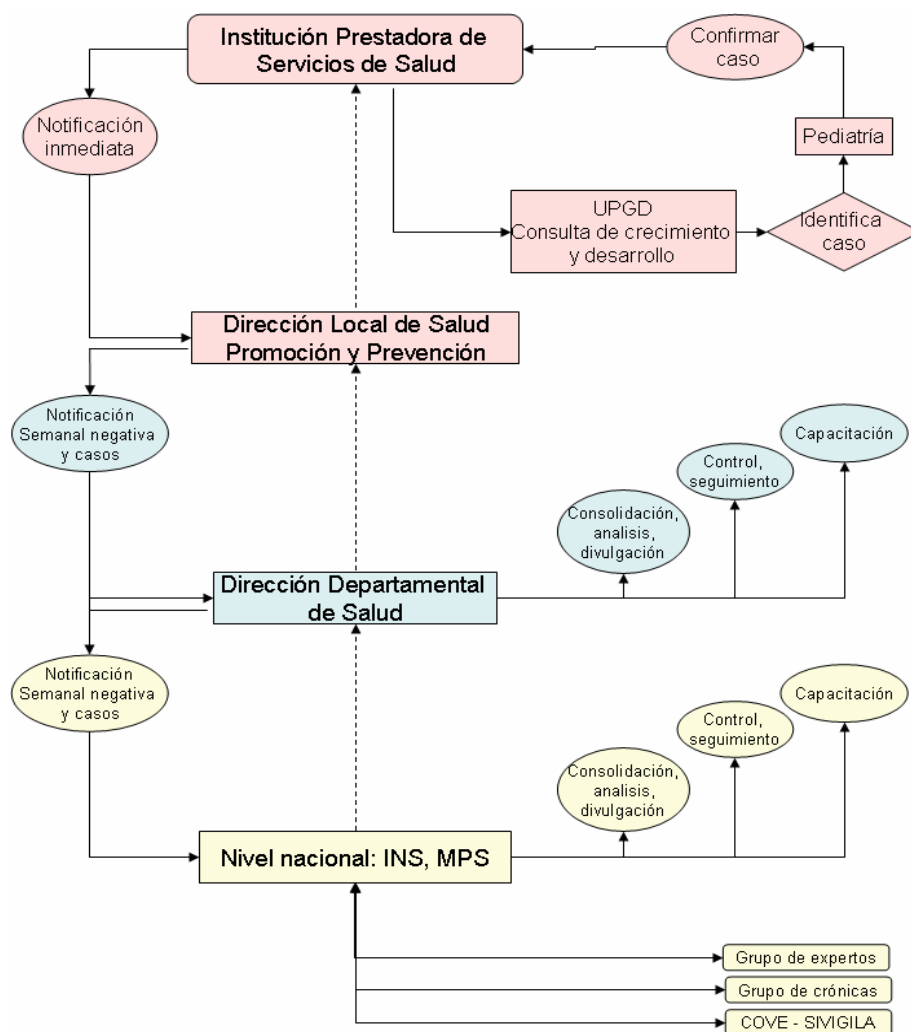 Institución Prestadora de
Servicios de Salud
Confirmar
caso
Notificación
inmediata
Pediatría
UPGD
Consulta de crecimiento
y desarrollo
Identifica
caso
Dirección Local de Salud
Promoción y Prevención
Notificación
Semanal negativa
y casos
Capacitación
Control,
seguimiento
Consolidación,
analisis,
divulgación
Dirección Departamental
de Salud
Notificación
Semanal negativa
y casos
Capacitación
Control,
seguimiento
Consolidación,
analisis,
divulgación
Nivel nacional: INS, MPS
Grupo de expertos
Grupo de crónicas
COVE - SIVIGILA